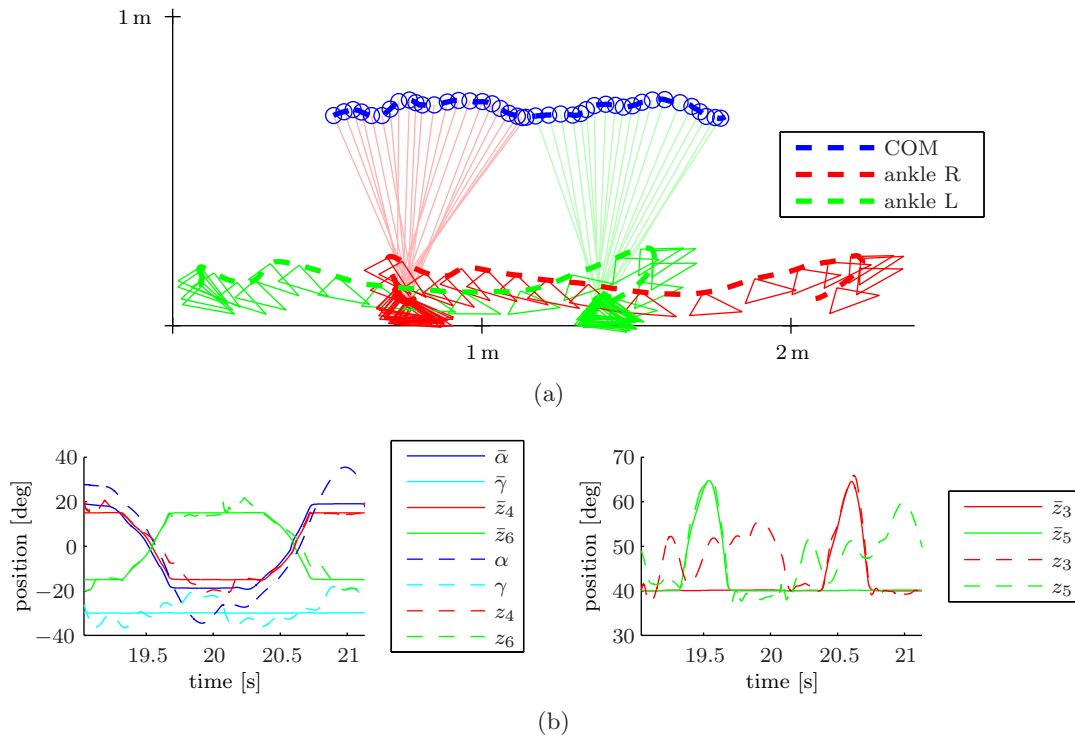 1 m
COM
ankle R
ankle L
1 m
2 m
(a)
position [deg]
40
20
0
−20
−40
19.5
20
20.5
21
time [s]
ᾱ
γ̄
z̄₄
z̄₆
α
γ
z₄
z₆
position [deg]
70
60
50
40
30
19.5
20
20.5
21
time [s]
z̄₃
z̄₅
z₃
z₅
(b)